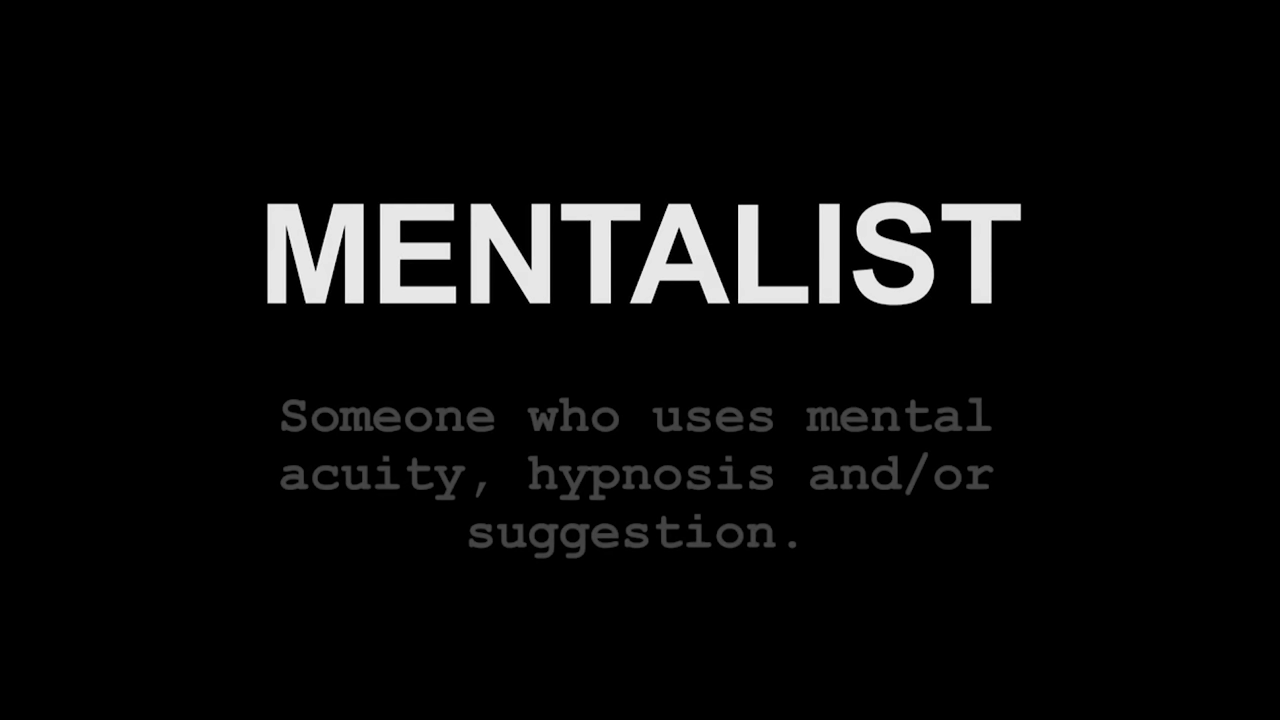 MENTALIST
Someone who uses mental
acuity, hypnosis and/or
suggestion.